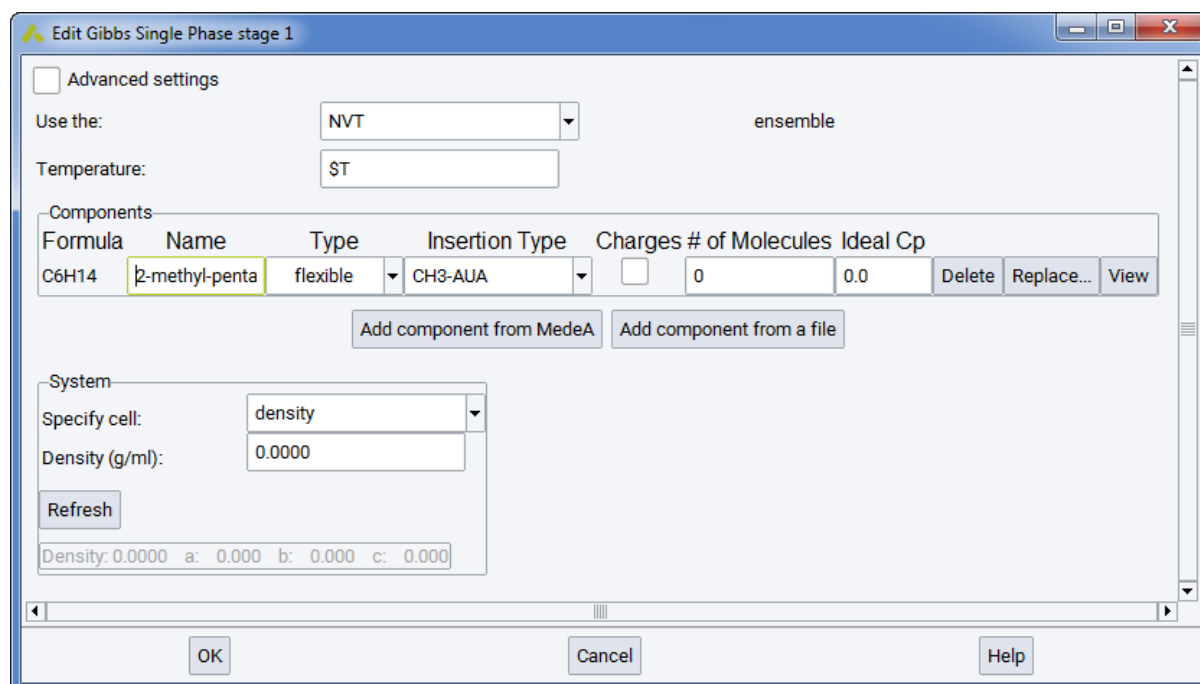 Edit Gibbs Single Phase stage 1
Advanced settings
Use the: NVT ensemble
Temperature: $T
Components
Formula Name Type Insertion Type Charges # of Molecules Ideal Cp
C6H14 2-methyl-penta flexible CH3-AUA 0 0.0 Delete Replace... View
Add component from MedeA Add component from a file
System
Specify cell: density
Density (g/ml): 0.0000
Refresh
Density: 0.0000 a: 0.000 b: 0.000 c: 0.000
OK Cancel Help